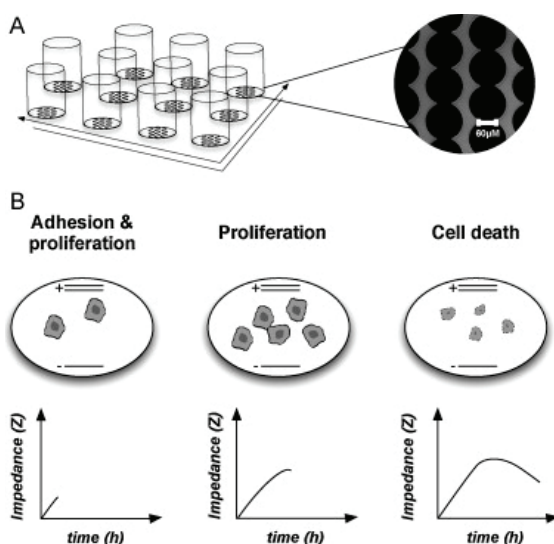 A
60μM
B
Adhesion &
proliferation
Proliferation
Cell death
+
+
+
-
-
-
Impedance (Z)
Impedance (Z)
Impedance (Z)
time (h)
time (h)
time (h)